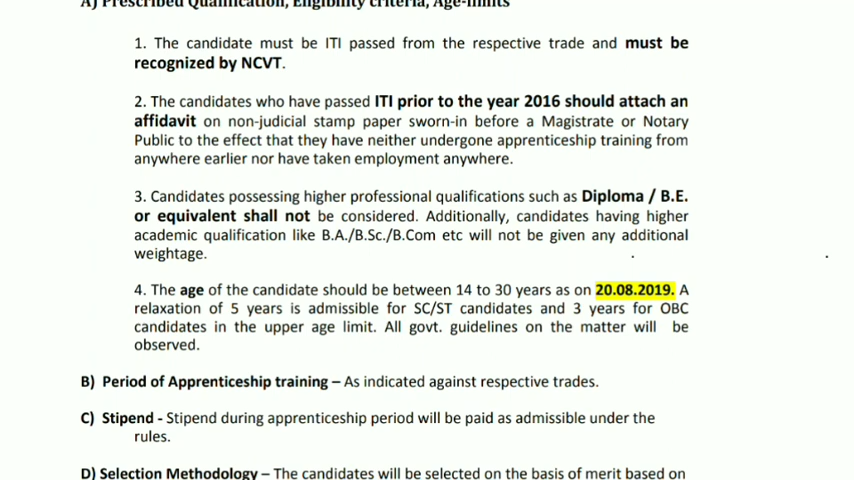 A) Prescribed Qualification, Eligibility criteria, Age-limits
1. The candidate must be ITI passed from the respective trade and must be
recognized by NCVT.
2. The candidates who have passed ITI prior to the year 2016 should attach an
affidavit on non-judicial stamp paper sworn-in before a Magistrate or Notary
Public to the effect that they have neither undergone apprenticeship training from
anywhere earlier nor have taken employment anywhere.
3. Candidates possessing higher professional qualifications such as Diploma / B.E.
or equivalent shall not be considered. Additionally, candidates having higher
academic qualification like B.A./B.Sc./B.Com etc will not be given any additional
weightage.
4. The age of the candidate should be between 14 to 30 years as on 20.08.2019. A
relaxation of 5 years is admissible for SC/ST candidates and 3 years for OBC
candidates in the upper age limit. All govt. guidelines on the matter will be
observed.
B) Period of Apprenticeship training – As indicated against respective trades.
C) Stipend - Stipend during apprenticeship period will be paid as admissible under the
rules.
D) Selection Methodology – The candidates will be selected on the basis of merit based on